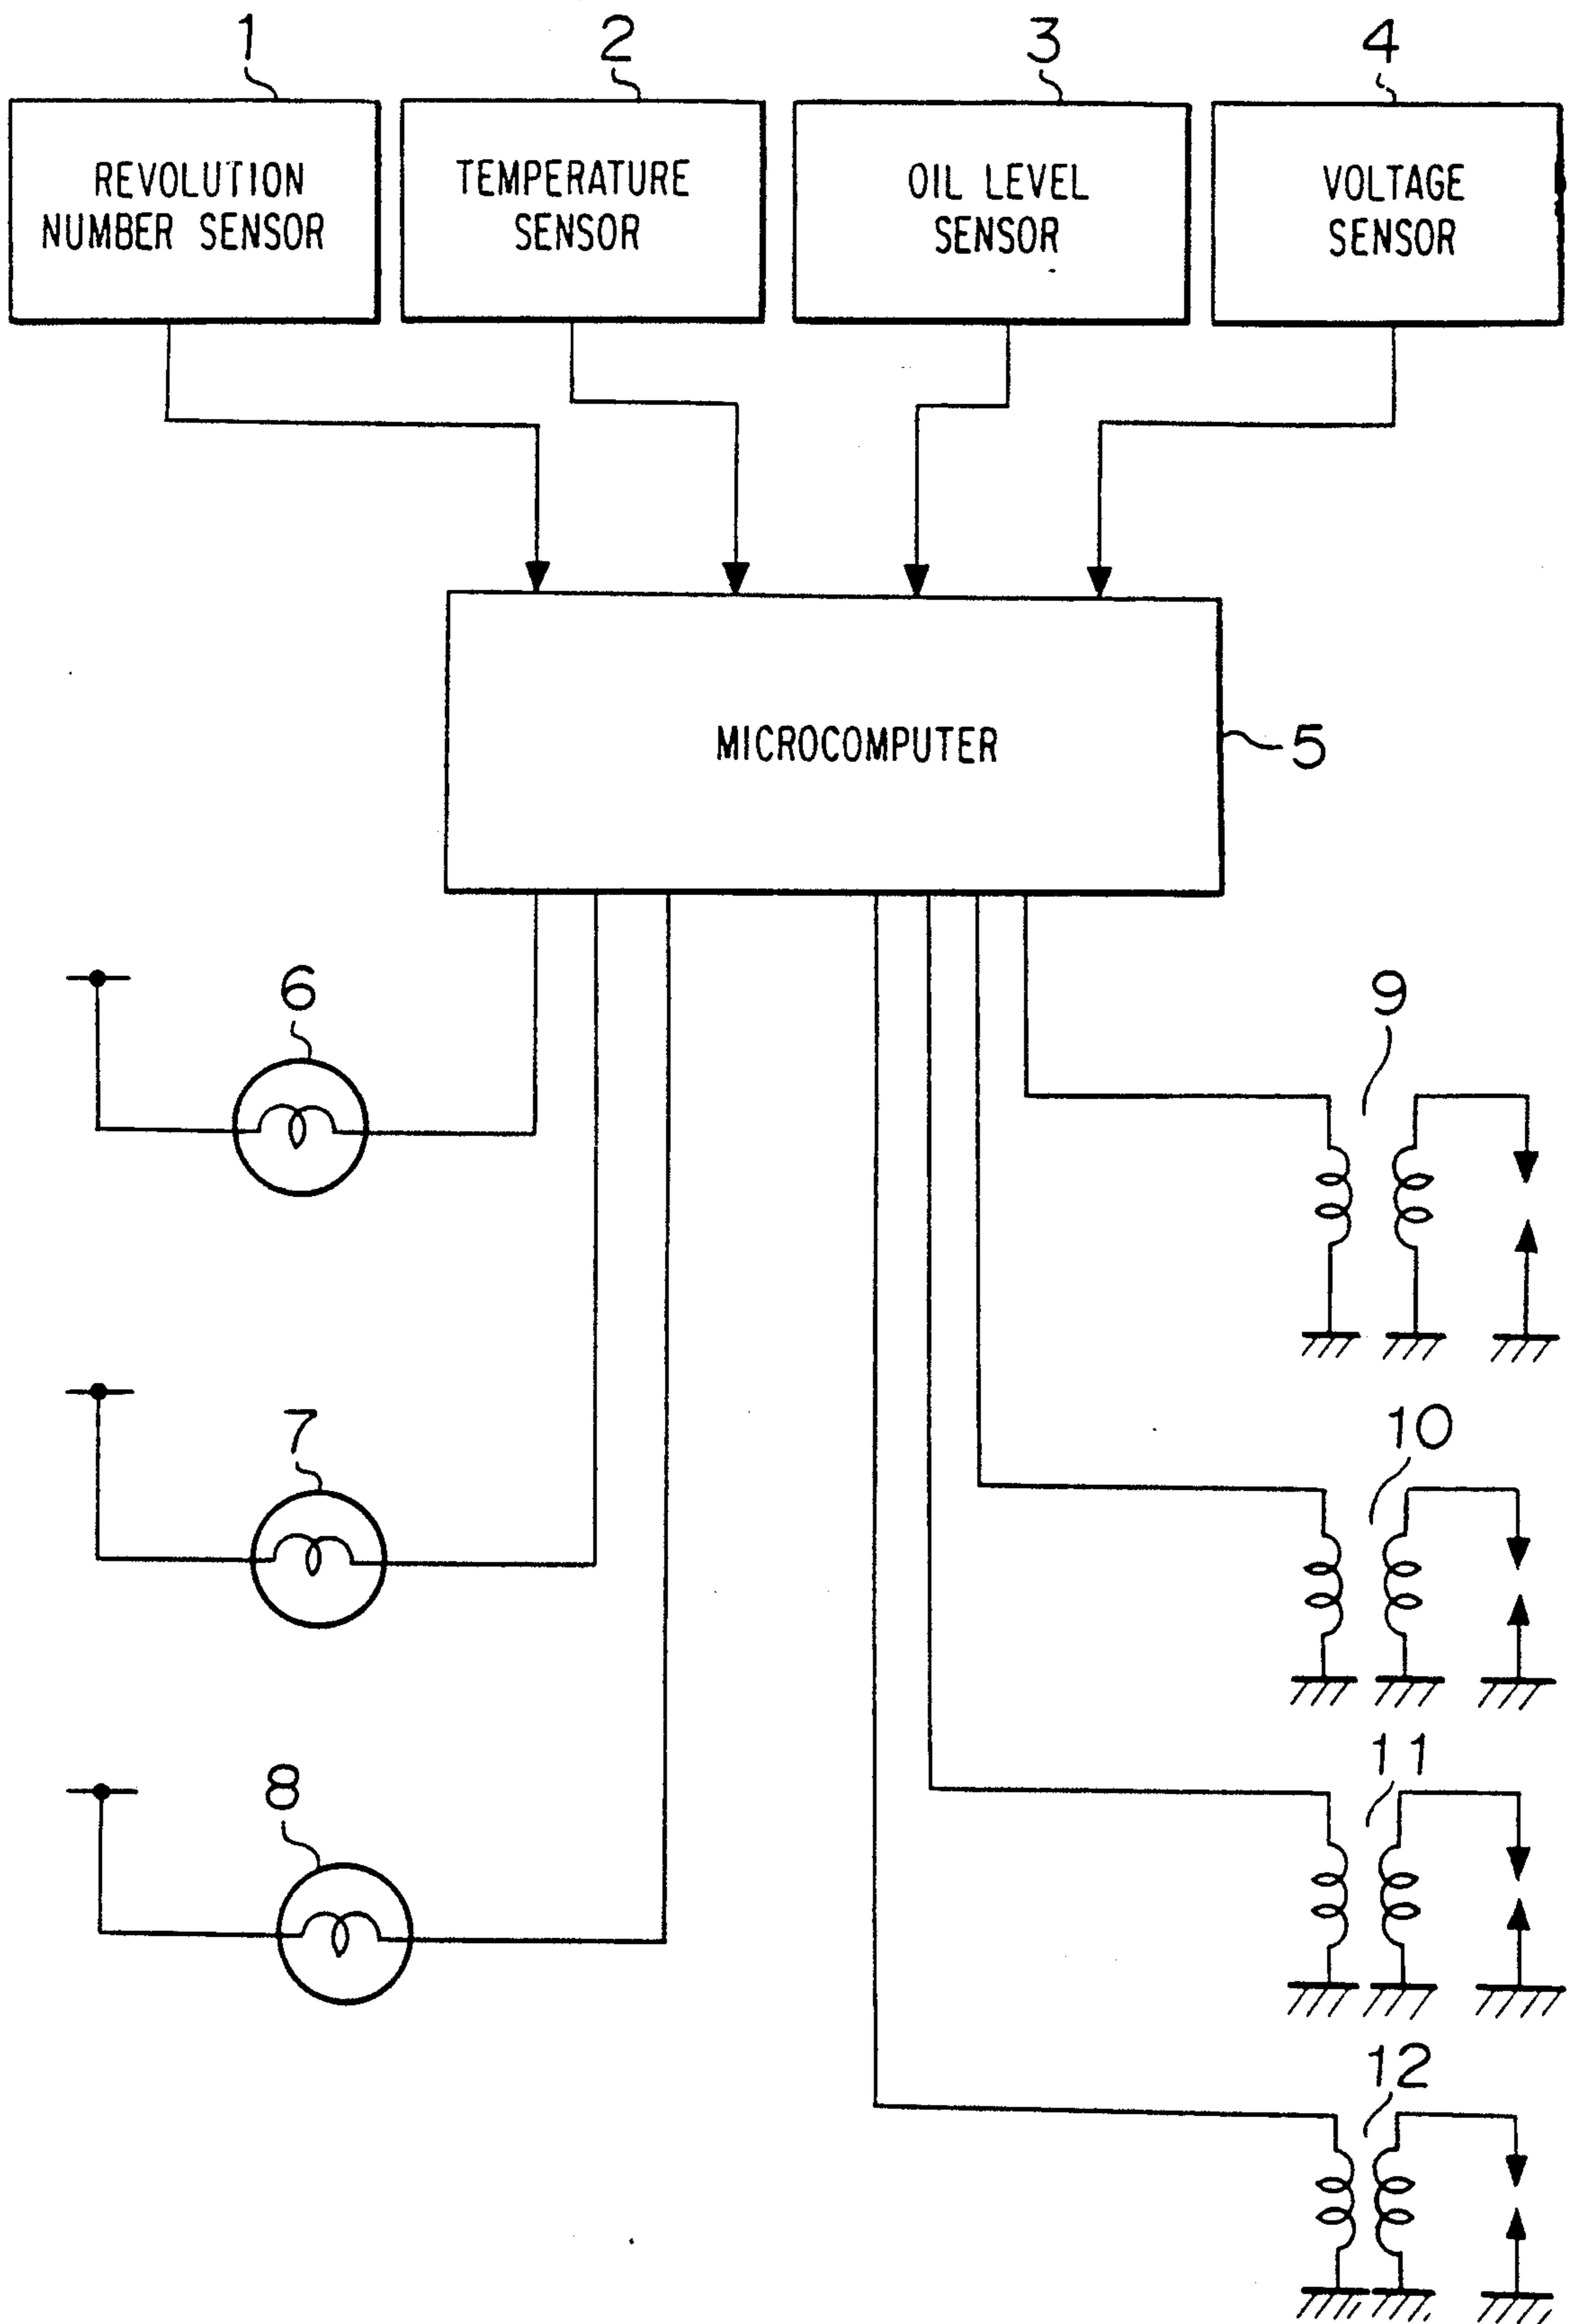 1
2
3
4
REVOLUTION
NUMBER SENSOR
TEMPERATURE
SENSOR
OIL LEVEL
SENSOR
VOLTAGE
SENSOR
MICROCOMPUTER
5
6
9
7
10
8
11
12